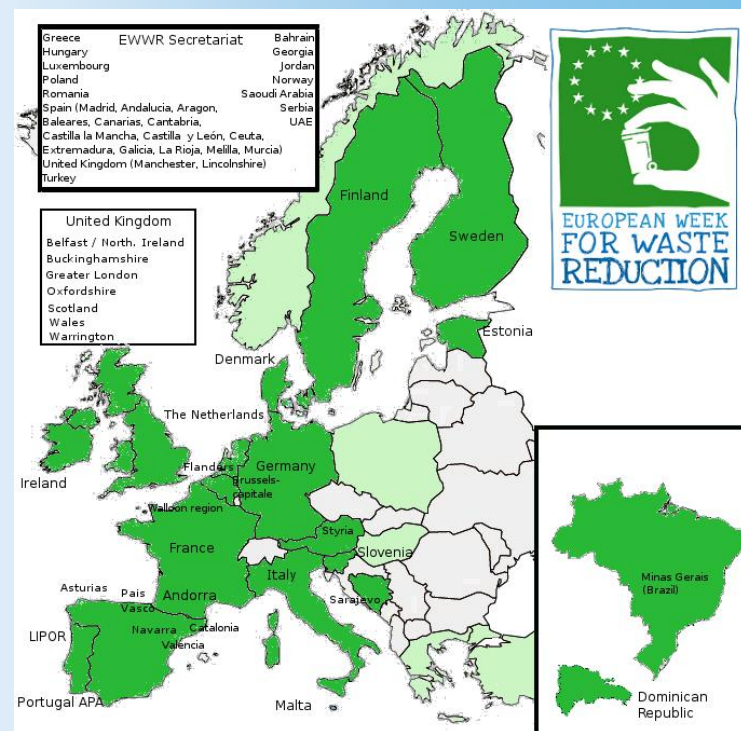 EWWR Secretariat
Greece
Hungary
Luxembourg
Poland
Romania
Spain (Madrid, Andalucia, Aragon,
Baleares, Canarias, Cantabria,
Castilla la Mancha, Castilla y León, Ceuta,
Extremadura, Galicia, La Rioja, Melilla, Murcia)
United Kingdom (Manchester, Lincolnshire)
Turkey
Bahrain
Georgia
Jordan
Norway
Saoudi Arabia
Serbia
UAE
EUROPEAN WEEK
FOR WASTE
REDUCTION
United Kingdom
Belfast / North. Ireland
Buckinghamshire
Greater London
Oxfordshire
Scotland
Wales
Warrington
Finland
Sweden
Estonia
Denmark
The Netherlands
Ireland
Flanders
Germany
Brussels-
capitale
Walloon region
Styria
France
Slovenia
Italy
Andorra
Sarajevo
Asturias
Pais
Vasco
LIPOR
Navarra
Catalonia
Valencia
Portugal APA
Malta
Minas Gerais
(Brazil)
Dominican
Republic